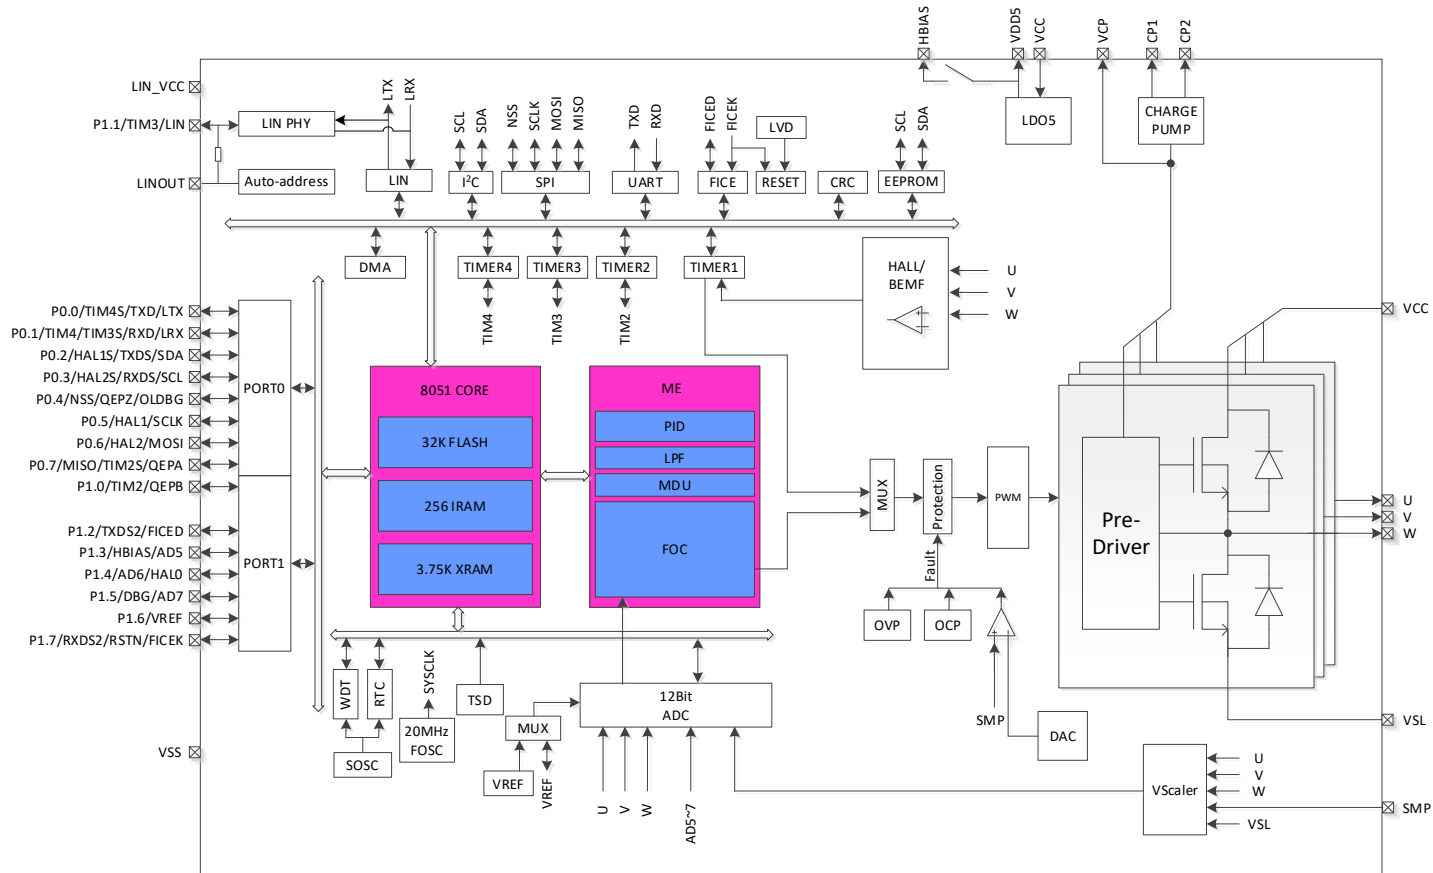 HBIAS
VDD5
VCC
VCP
CP1
CP2
LIN_VCC
P1.1/TIM3/LIN
LINOUT
LIN PHY
Auto-address
LTX
LRX
LIN
SCL
SDA
I²C
NSS
SCLK
MOSI
MISO
SPI
TXD
RXD
UART
FICED
FICEK
FICE
LVD
RESET
CRC
SCL
SDA
EEPROM
LDO5
CHARGE
PUMP
DMA
TIMER4
TIMER3
TIMER2
TIMER1
TIM4
TIM3
TIM2
HALL/
BEMF
U
V
W
VCC
P0.0/TIM4S/TXD/LTX
P0.1/TIM4/TIM3S/RXD/LRX
P0.2/HAL1S/TXDS/SDA
P0.3/HAL2S/RXDS/SCL
P0.4/NSS/QEPZ/OLDBG
P0.5/HAL1/SCLK
P0.6/HAL2/MOSI
P0.7/MISO/TIM2S/QEPA
P1.0/TIM2/QEPB
P1.2/TXDS2/FICED
P1.3/HBIAS/AD5
P1.4/AD6/HAL0
P1.5/DBG/AD7
P1.6/VREF
P1.7/RXDS2/RSTN/FICEK
VSS
PORT0
PORT1
8051 CORE
32K FLASH
256 IRAM
3.75K XRAM
ME
PID
LPF
MDU
FOC
MUX
Protection
PWM
Fault
OVP
OCP
SMP
DAC
Pre-
Driver
U
V
W
VSL
WDT
RTC
SOSC
SYSCLK
20MHz
FOSC
TSD
MUX
VREF
VREF
12Bit
ADC
U
V
W
AD5~7
VScaler
U
V
W
VSL
SMP